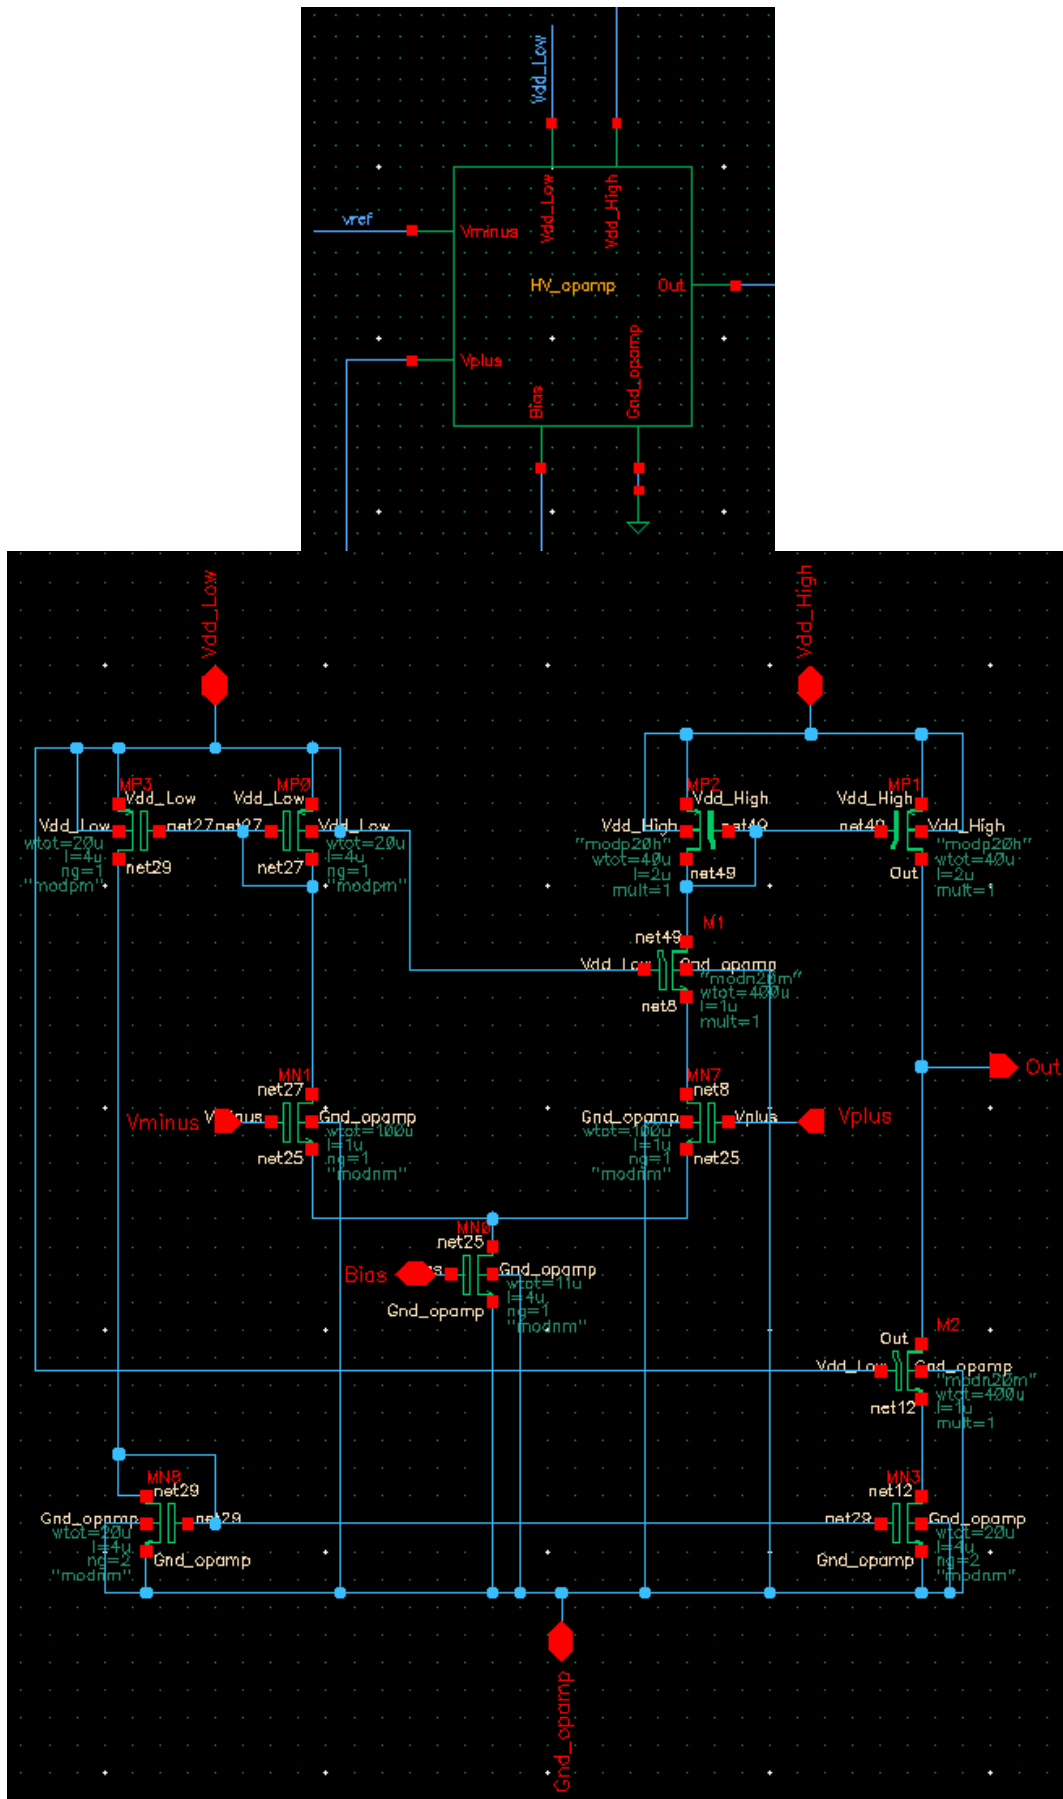 Vdd_Low
Vdd_Low
Vdd_High
vref
Vminus
HV_opamp
Out
Vplus
Bias
Gnd_opamp
Vdd_Low
Vdd_High
MP3
Vdd_Low
Vdd_Low
net27
wtot=20u
l=4u
ng=1
"modpm"
net29
MP0
Vdd_Low
net27
Vdd_Low
wtot=20u
l=4u
ng=1
"modpm"
net27
MP2
Vdd_High
Vdd_High
net49
"modp20h"
wtot=40u
l=2u
mult=1
net49
MP1
Vdd_High
net49
Vdd_High
"modp20h"
wtot=40u
l=2u
mult=1
Out
M1
net49
Vdd_Low
Gnd_opamp
"modn20m"
wtot=400u
l=1u
mult=1
net8
Out
MN1
net27
Vminus
Vminus
Gnd_opamp
wtot=100u
l=1u
ng=1
"modnm"
net25
MN7
net8
Gnd_opamp
Vplus
Vplus
wtot=100u
l=1u
ng=1
"modnm"
net25
MN0
net25
Bias
Gnd_opamp
wtot=11u
l=4u
ng=1
"modnm"
Gnd_opamp
M2
Out
Vdd_Low
Gnd_opamp
"modn20m"
wtot=400u
l=1u
mult=1
net12
MN8
net29
Gnd_opamp
net29
wtot=20u
l=4u
ng=2
"modnm"
Gnd_opamp
MN3
net12
net29
Gnd_opamp
wtot=20u
l=4u
ng=2
"modnm"
Gnd_opamp
Gnd_opamp